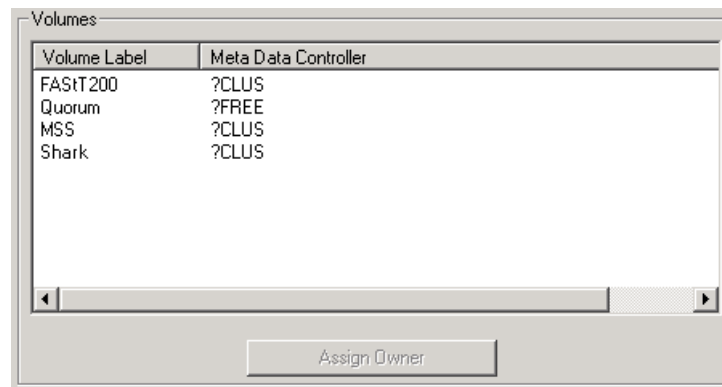 Volumes
Volume Label Meta Data Controller
FAStT200 ?CLUS
Quorum ?FREE
MSS ?CLUS
Shark ?CLUS
Assign Owner